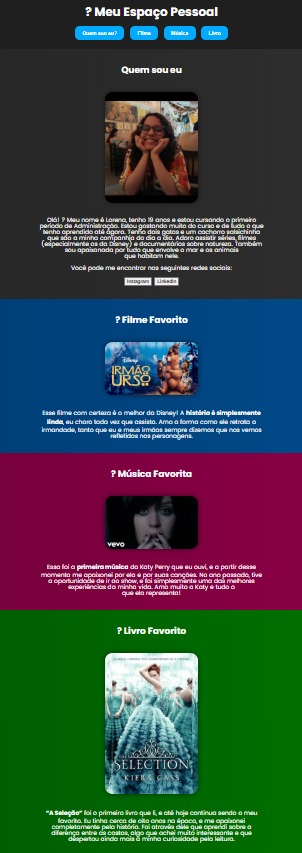 ? Meu Espaço Pessoal
Quem sou eu? Filme Música Livro
Quem sou eu
Olá! ? Meu nome é Lorena, tenho 19 anos e estou cursando o primeiro
período de Administração. Estou gostando muito do curso e de tudo o que
tenho aprendido até agora. Tenho dois gatos e um cachorro salsichinha
que são a minha companhia do dia a dia. Adoro assistir séries, filmes
(especialmente os da Disney) e documentários sobre natureza. Também
sou apaixonada por tudo que envolve o mar e os animais
que habitam nele.
Você pode me encontrar nas seguintes redes sociais:
Instagram LinkedIn
? Filme Favorito
Disney
IRMÃO
URSO
Esse filme com certeza é o melhor da Disney! A história é simplesmente
linda, eu choro toda vez que assisto. Amo a forma como ele retrata a
irmandade, tanto que eu e meus irmãos sempre dizemos que nos vemos
refletidos nos personagens.
? Música Favorita
vevo
Essa foi a primeira música da Katy Perry que eu ouvi, e a partir desse
momento me apaixonei por ela e por suas canções. No ano passado, tive
a oportunidade de ir ao show, e foi simplesmente uma das melhores
experiências da minha vida. Amo muito a Katy e tudo o
que ela representa!
? Livro Favorito
THE
SELECTION
KIERA CASS
"A Seleção" foi o primeiro livro que li, e até hoje continua sendo o meu
favorito. Eu tinha cerca de oito anos na época, e me apaixonei
completamente pela história. Foi através dele que aprendi sobre a
diferença entre as castas, algo que achei muito interessante e que
despertou ainda mais a minha curiosidade pela leitura.